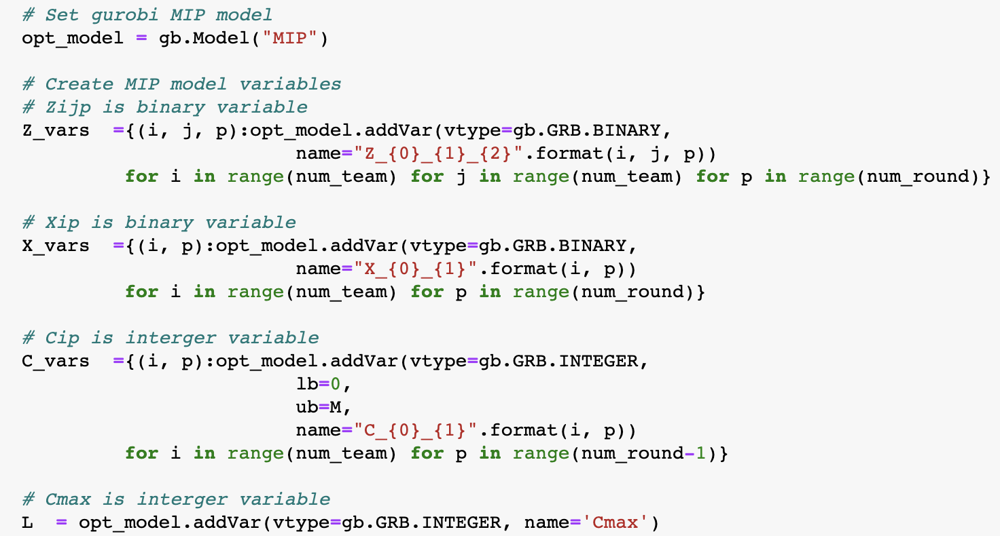 # Set gurobi MIP model
opt_model = gb.Model("MIP")
# Create MIP model variables
# Zijp is binary variable
Z_vars  ={(i, j, p):opt_model.addVar(vtype=gb.GRB.BINARY,
                        name="Z_{0}_{1}_{2}".format(i, j, p))
         for i in range(num_team) for j in range(num_team) for p in range(num_round)}
# Xip is binary variable
X_vars  ={(i, p):opt_model.addVar(vtype=gb.GRB.BINARY,
                        name="X_{0}_{1}".format(i, p))
         for i in range(num_team) for p in range(num_round)}
# Cip is interger variable
C_vars  ={(i, p):opt_model.addVar(vtype=gb.GRB.INTEGER,
                        lb=0,
                        ub=M,
                        name="C_{0}_{1}".format(i, p))
         for i in range(num_team) for p in range(num_round-1)}
# Cmax is interger variable
L  = opt_model.addVar(vtype=gb.GRB.INTEGER, name='Cmax')